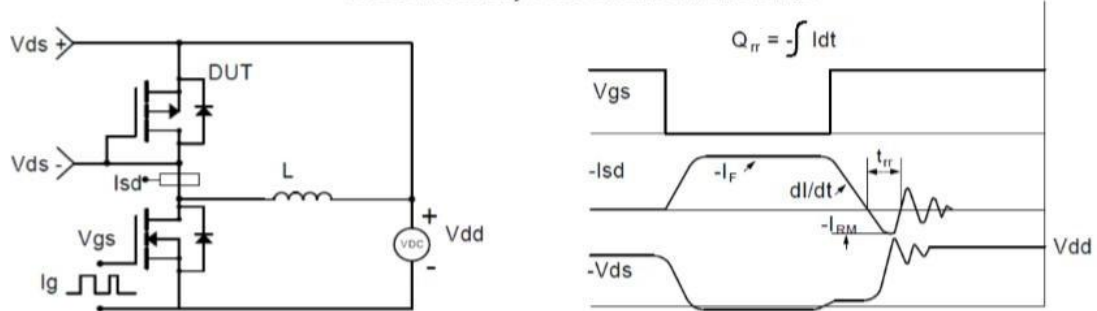 Vds +
DUT
Vds -
Isd
L
+
Vdd
VDC
-
Vgs
Ig
Qrr = -∫ Idt
Vgs
-Isd
-IF
dI/dt
trr
-IRM
Vdd
-Vds